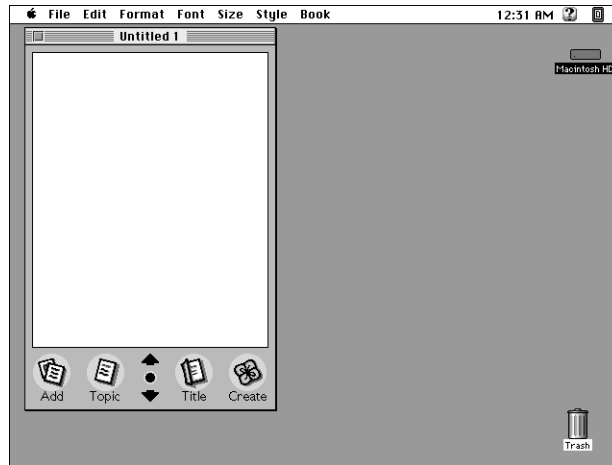 File Edit Format Font Size Style Book 12:31 AM
Untitled 1
Macintosh HD
Add Topic Title Create
Trash